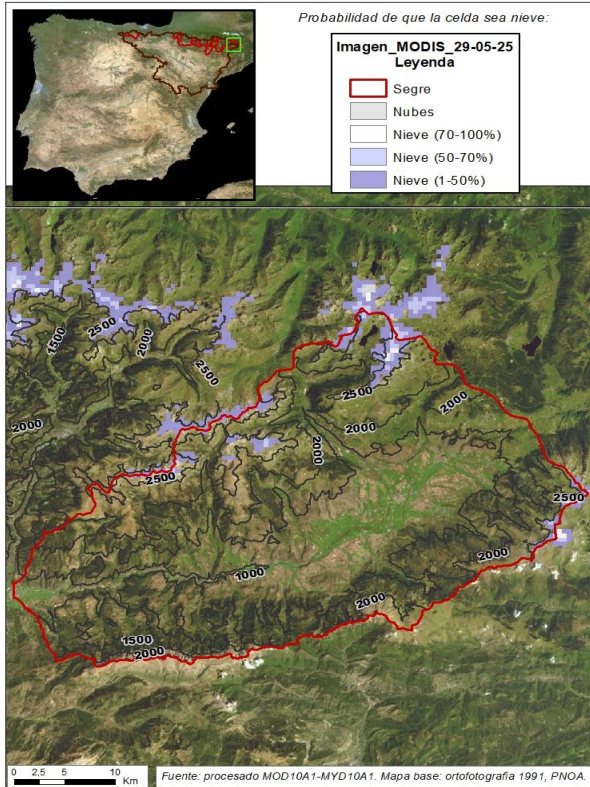 Probabilidad de que la celda sea nieve:
Imagen_MODIS_29-05-25
Leyenda
Segre
Nubes
Nieve (70-100%)
Nieve (50-70%)
Nieve (1-50%)
1500
2500
2000
2500
2000
2500
2000
2000
2000
2500
2500
2000
1000
2000
1500
2000
0 2,5 5 10
Km
Fuente: procesado MOD10A1-MYD10A1. Mapa base: ortofotografia 1991, PNOA.